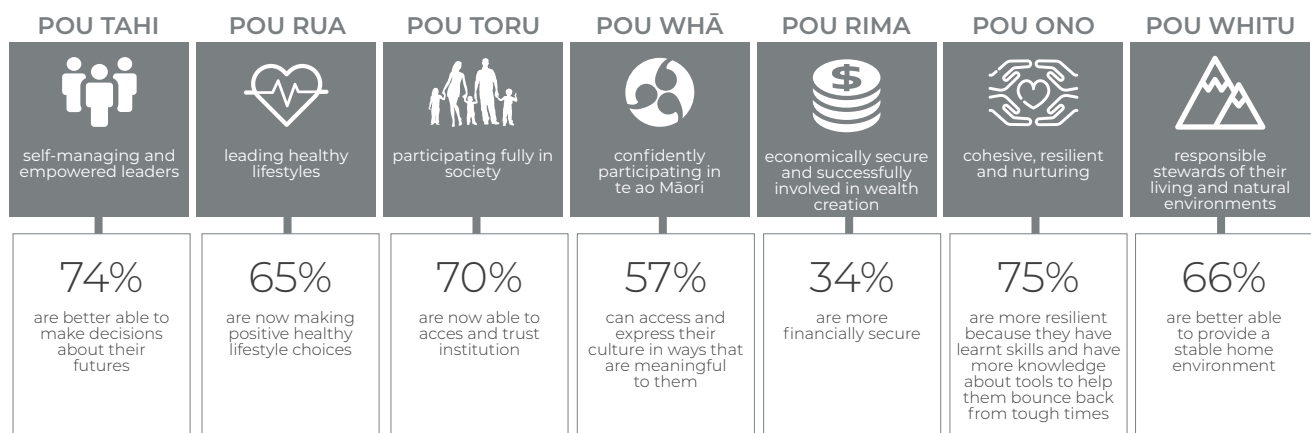 POU TAHI
self-managing and
empowered leaders
74%
are better able to
make decisions
about their
futures
POU RUA
leading healthy
lifestyles
65%
are now making
positive healthy
lifestyle choices
POU TORU
participating fully in
society
70%
are now able to
acces and trust
institution
POU WHĀ
confidently
participating in
te ao Māori
57%
can access and
express their
culture in ways that
are meaningful
to them
POU RIMA
$
economically secure
and successfully
involved in wealth
creation
34%
are more
financially secure
POU ONO
cohesive, resilient
and nurturing
75%
are more resilient
because they have
learnt skills and have
more knowledge
about tools to help
them bounce back
from tough times
POU WHITU
responsible
stewards of their
living and natural
environments
66%
are better able
to provide a
stable home
environment